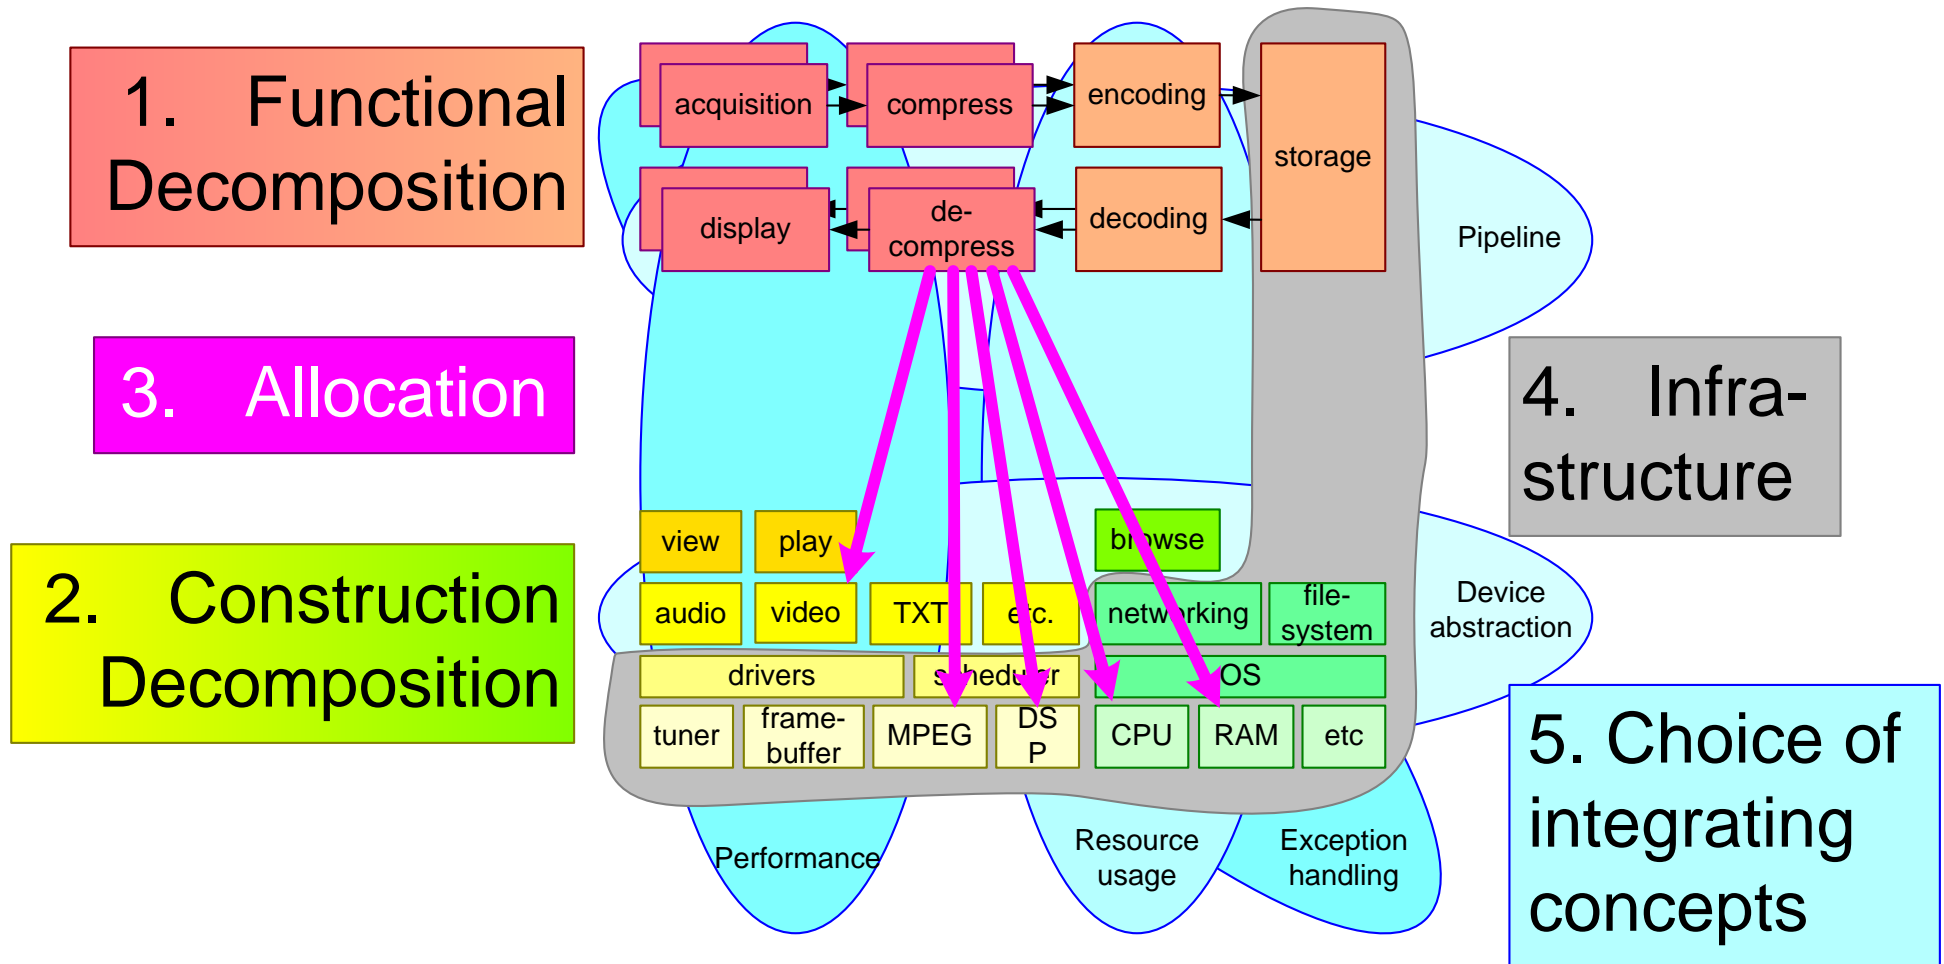 1. Functional
Decomposition
acquisition
compress
encoding
storage
display
de-
compress
decoding
Pipeline
3. Allocation
4. Infra-
structure
2. Construction
Decomposition
view
play
browse
audio
video
TXT
etc.
networking
file-
system
Device
abstraction
drivers
scheduler
OS
tuner
frame-
buffer
MPEG
DS
P
CPU
RAM
etc
5. Choice of
integrating
concepts
Performance
Resource
usage
Exception
handling